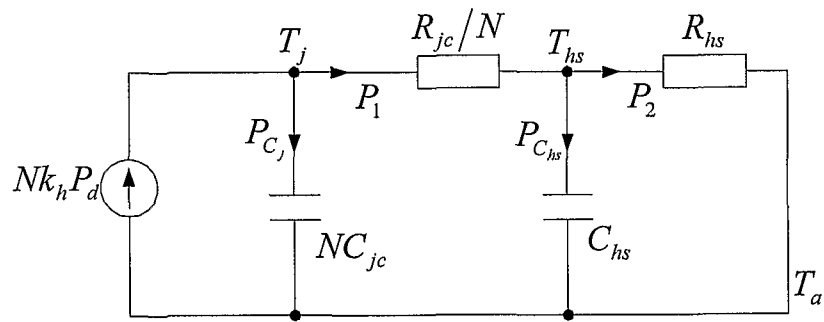 T_j
R_jc/N
T_hs
R_hs
P_1
P_2
P_C_j
P_C_hs
Nk_hP_d
NC_jc
C_hs
T_a